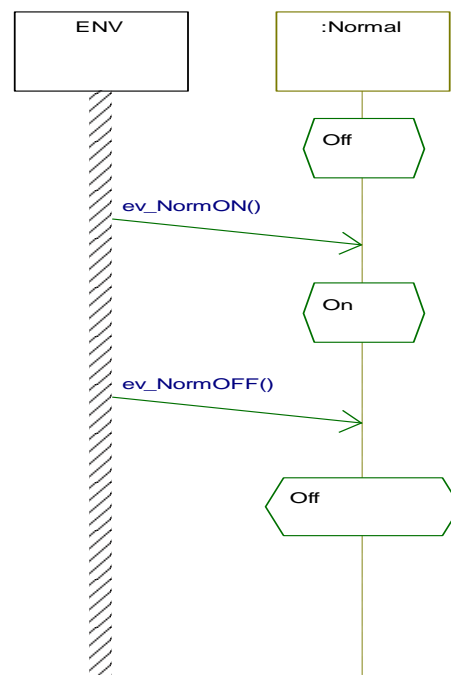 ENV
:Normal
Off
ev_NormON()
On
ev_NormOFF()
Off